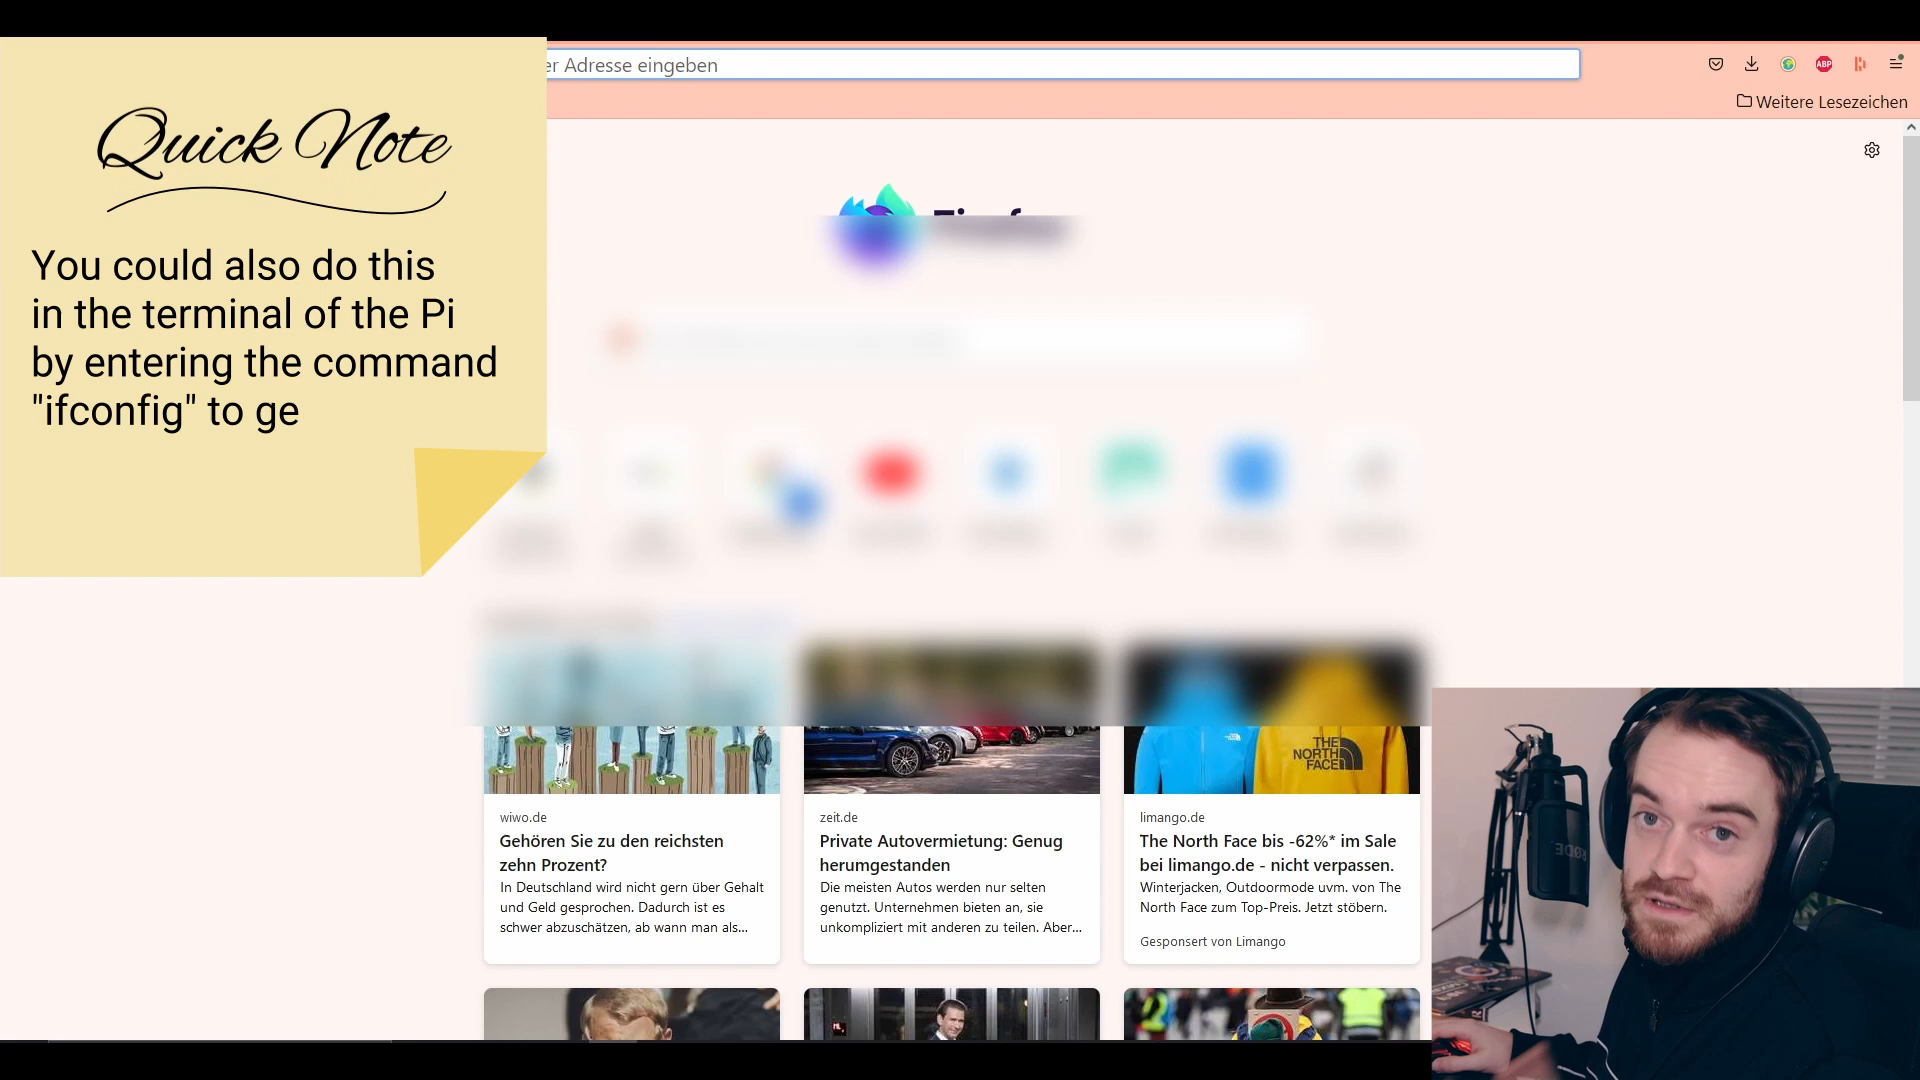 er Adresse eingeben
ABP
Weitere Lesezeichen
Quick Note
You could also do this
in the terminal of the Pi
by entering the command
"ifconfig" to ge
wiwo.de
Gehören Sie zu den reichsten
zehn Prozent?
In Deutschland wird nicht gern über Gehalt
und Geld gesprochen. Dadurch ist es
schwer abzuschätzen, ab wann man als...
THE
NORTH
FACE
zeit.de
Private Autovermietung: Genug
herumgestanden
Die meisten Autos werden nur selten
genutzt. Unternehmen bieten an, sie
unkompliziert mit anderen zu teilen. Aber...
limango.de
The North Face bis -62%* im Sale
bei limango.de - nicht verpassen.
Winterjacken, Outdoormode uvm. von The
North Face zum Top-Preis. Jetzt stöbern.
Gesponsert von Limango
RØDE